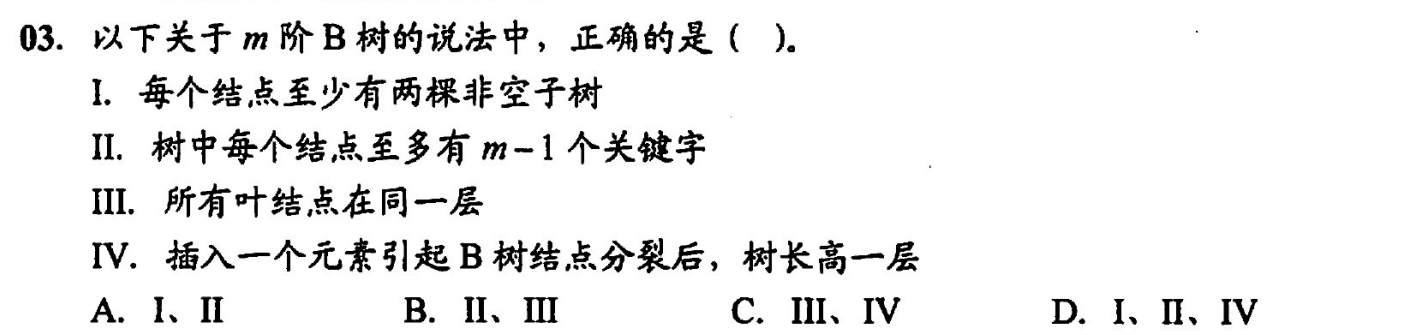 03. 以下关于 m 阶 B 树的说法中，正确的是（ ）。
I. 每个结点至少有两棵非空子树
II. 树中每个结点至多有 m−1 个关键字
III. 所有叶结点在同一层
IV. 插入一个元素引起 B 树结点分裂后，树长高一层
A. I、II B. II、III C. III、IV D. I、II、IV